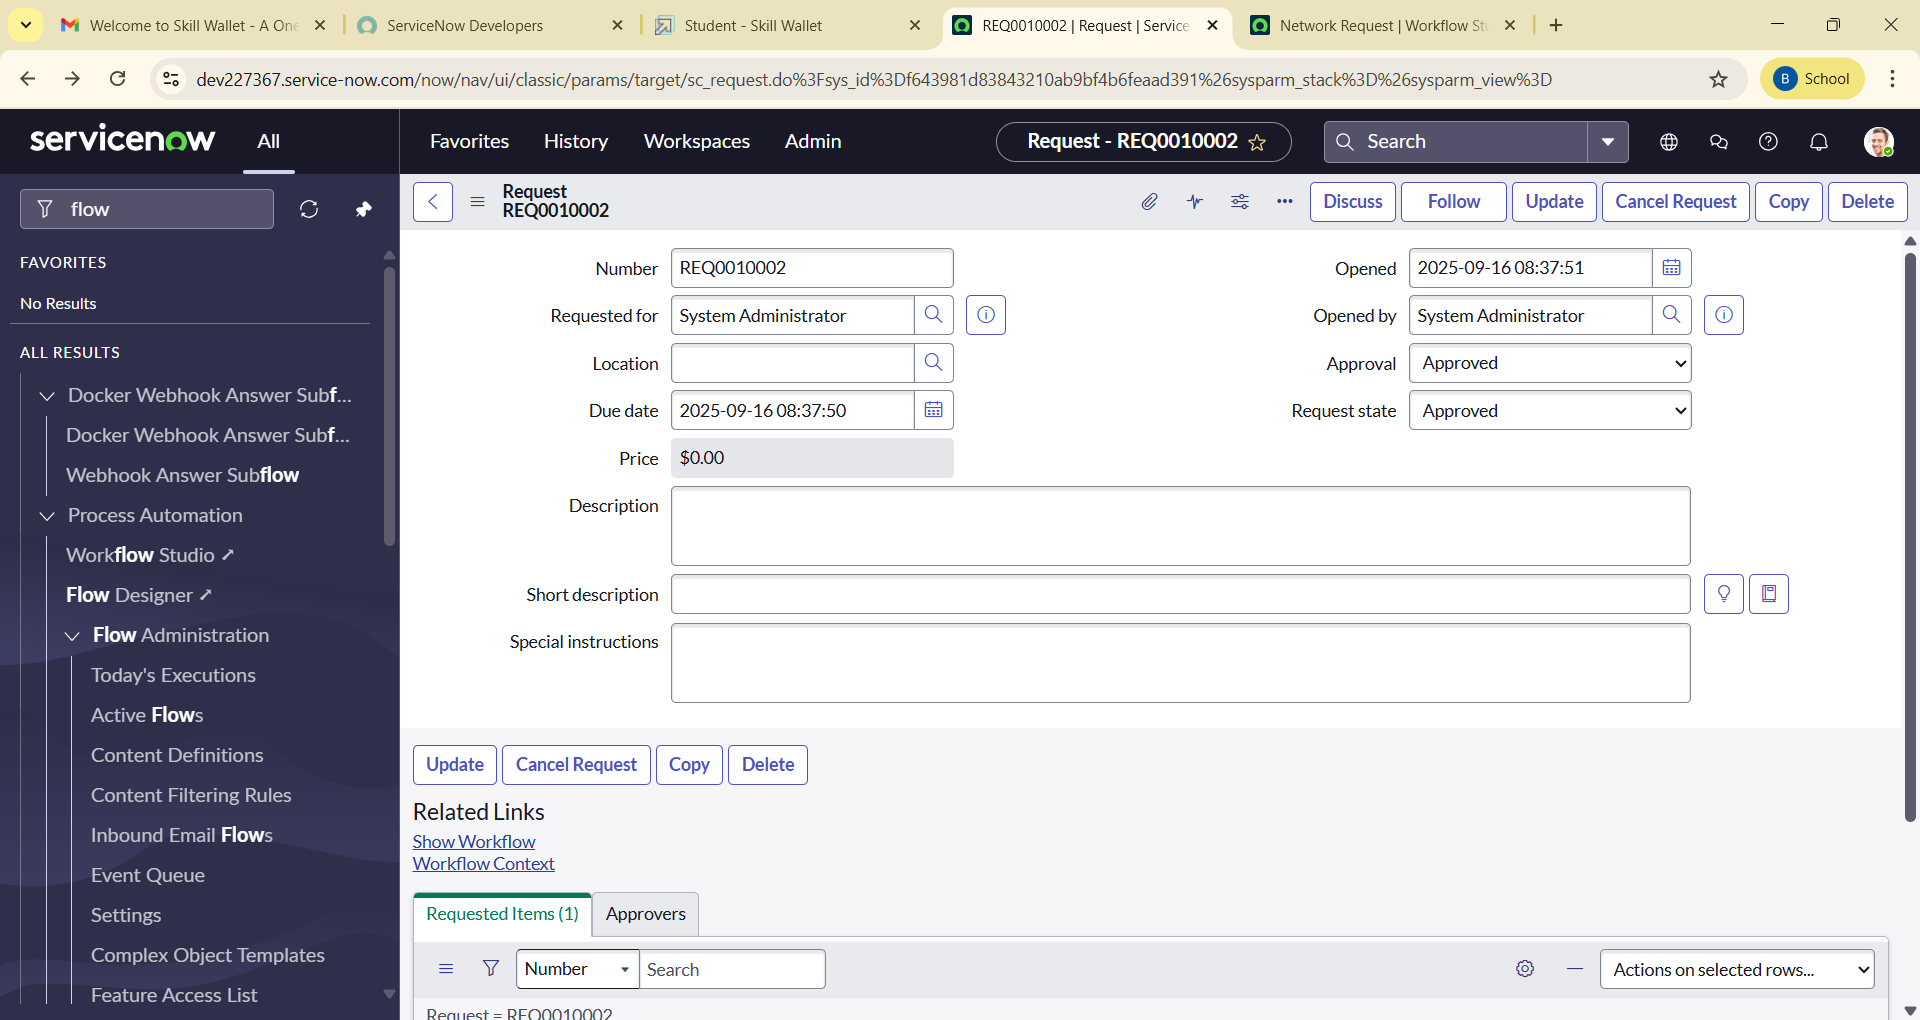 Welcome to Skill Wallet - A One
ServiceNow Developers
Student - Skill Wallet
REQ0010002 | Request | Service
Network Request | Workflow St
dev227367.service-now.com/now/nav/ui/classic/params/target/sc_request.do%3Fsys_id%3Df643981d83843210ab9bf4b6feaad391%26sysparm_stack%3D%26sysparm_view%3D
B School
servicenow
All
Favorites
History
Workspaces
Admin
Request - REQ0010002
Search
flow
FAVORITES
No Results
ALL RESULTS
Docker Webhook Answer Subf...
Docker Webhook Answer Subf...
Webhook Answer Subflow
Process Automation
Workflow Studio
Flow Designer
Flow Administration
Today's Executions
Active Flows
Content Definitions
Content Filtering Rules
Inbound Email Flows
Event Queue
Settings
Complex Object Templates
Feature Access List
Request
REQ0010002
Discuss
Follow
Update
Cancel Request
Copy
Delete
Number REQ0010002
Requested for System Administrator
Location
Due date 2025-09-16 08:37:50
Price $0.00
Opened 2025-09-16 08:37:51
Opened by System Administrator
Approval Approved
Request state Approved
Description
Short description
Special instructions
Update
Cancel Request
Copy
Delete
Related Links
Show Workflow
Workflow Context
Requested Items (1)
Approvers
Number
Search
Actions on selected rows...
Request = REQ0010002